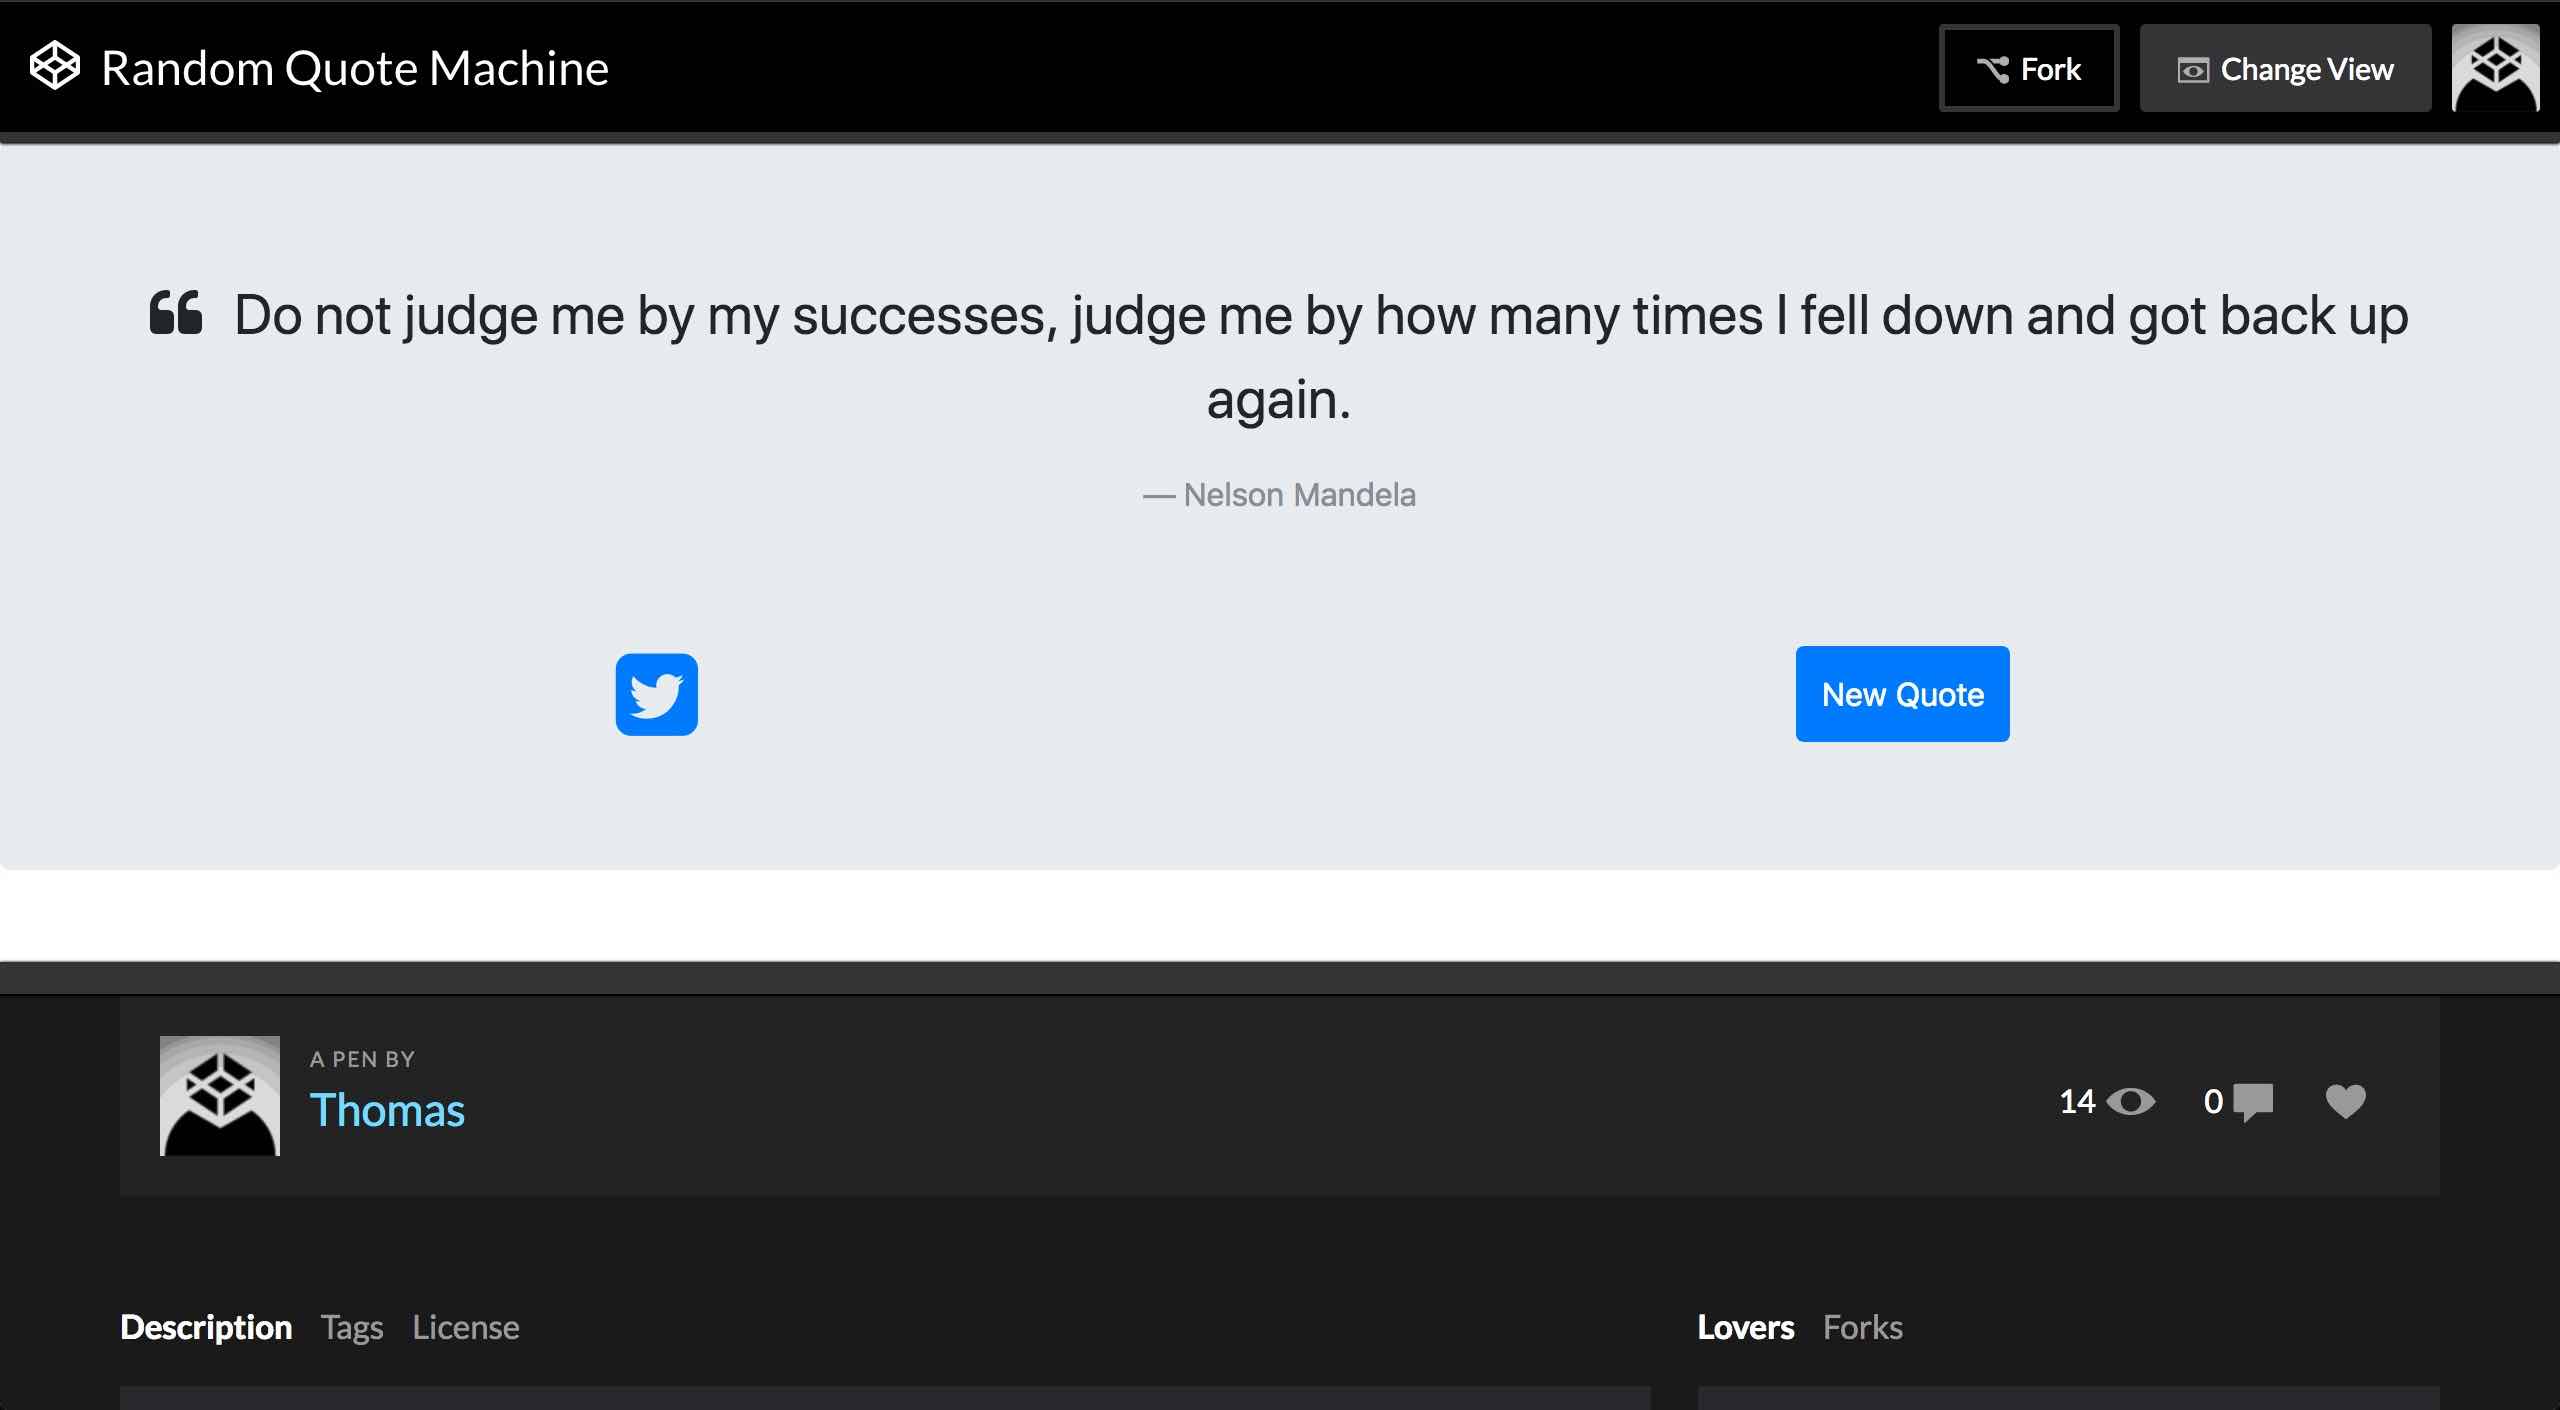 Random Quote Machine
Fork
Change View
Do not judge me by my successes, judge me by how many times I fell down and got back up
again.
— Nelson Mandela
New Quote
A PEN BY
Thomas
14
0
Description Tags License
Lovers Forks